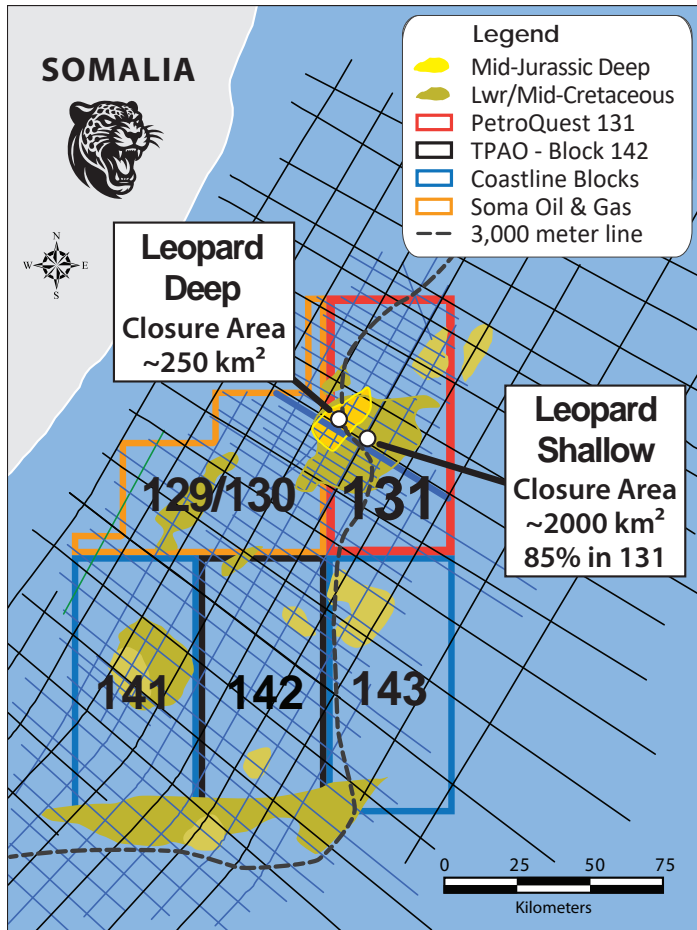 SOMALIA
Legend
Mid-Jurassic Deep
Lwr/Mid-Cretaceous
PetroQuest 131
TPAO - Block 142
Coastline Blocks
Soma Oil & Gas
3,000 meter line
N
W
E
S
Leopard
Deep
Closure Area
~250 km²
Leopard
Shallow
Closure Area
~2000 km²
85% in 131
129/130
131
141
142
143
0
25
50
75
Kilometers